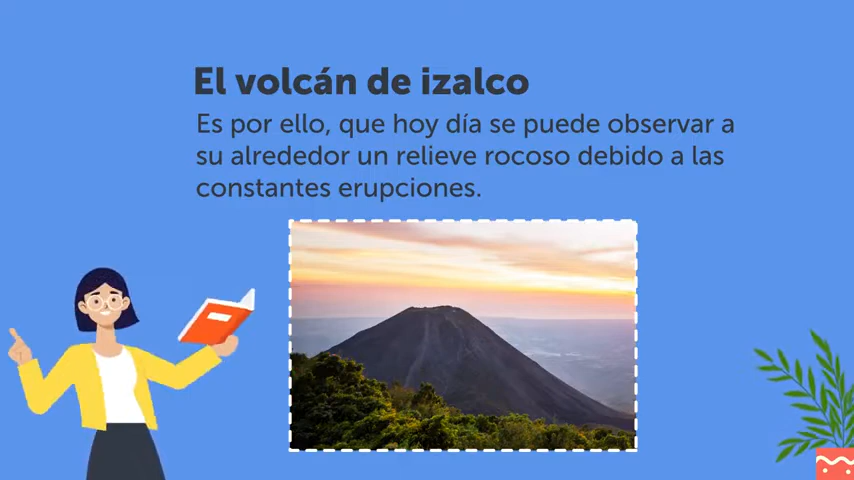 El volcán de izalco
Es por ello, que hoy día se puede observar a
su alrededor un relieve rocoso debido a las
constantes erupciones.